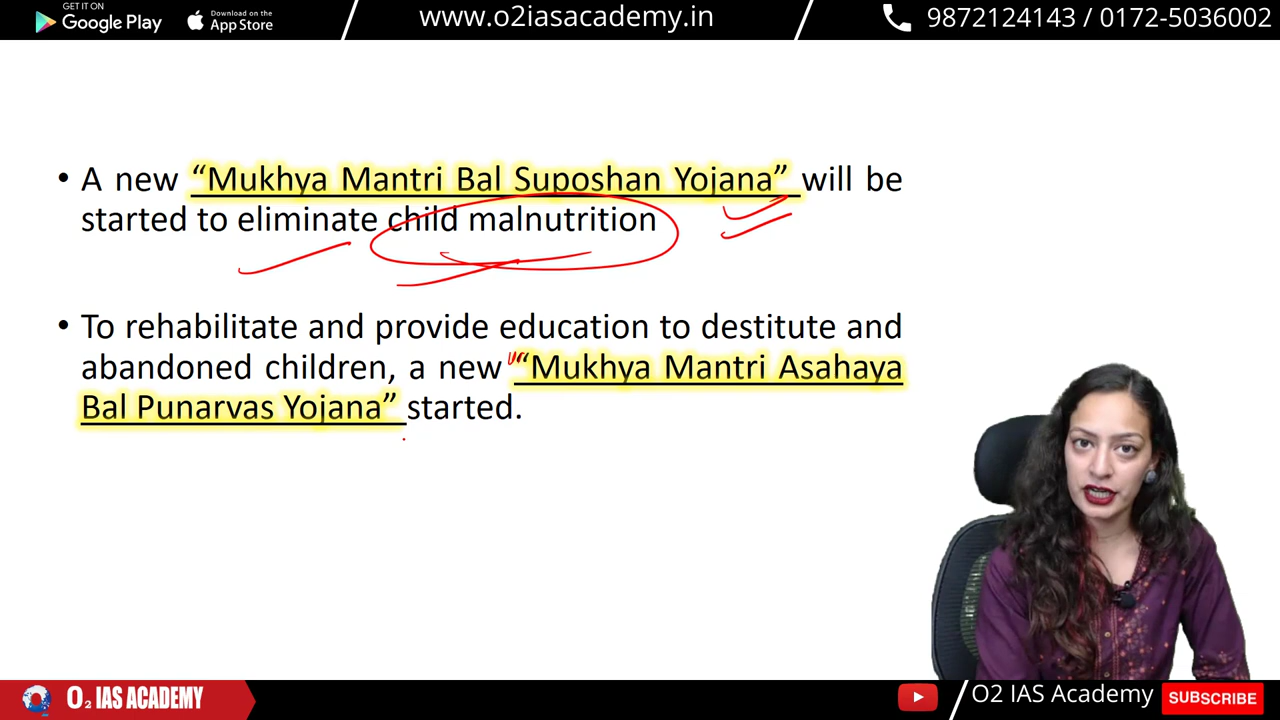 GET IT ON
Google Play
Download on the
App Store
www.o2iasacademy.in
9872124143 / 0172-5036002
• A new “Mukhya Mantri Bal Suposhan Yojana” will be
started to eliminate child malnutrition
• To rehabilitate and provide education to destitute and
abandoned children, a new “Mukhya Mantri Asahaya
Bal Punarvas Yojana” started.
O₂ IAS ACADEMY
O2 IAS Academy
SUBSCRIBE